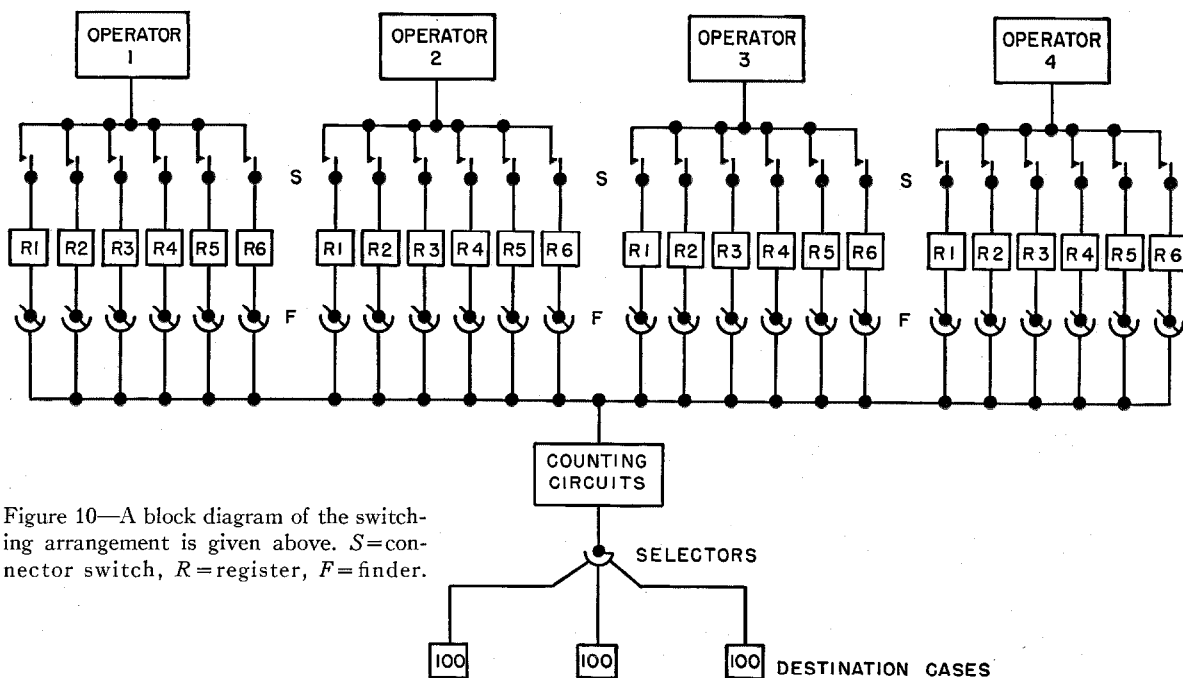 OPERATOR 1
OPERATOR 2
OPERATOR 3
OPERATOR 4
S S S
R1 R2 R3 R4 R5 R6 R1 R2 R3 R4 R5 R6 R1 R2 R3 R4 R5 R6 R1 R2 R3 R4 R5 R6
F F F
COUNTING
CIRCUITS
Figure 10—A block diagram of the switch-
ing arrangement is given above. S=con-
nector switch, R=register, F=finder.
SELECTORS
100 100 100 DESTINATION CASES